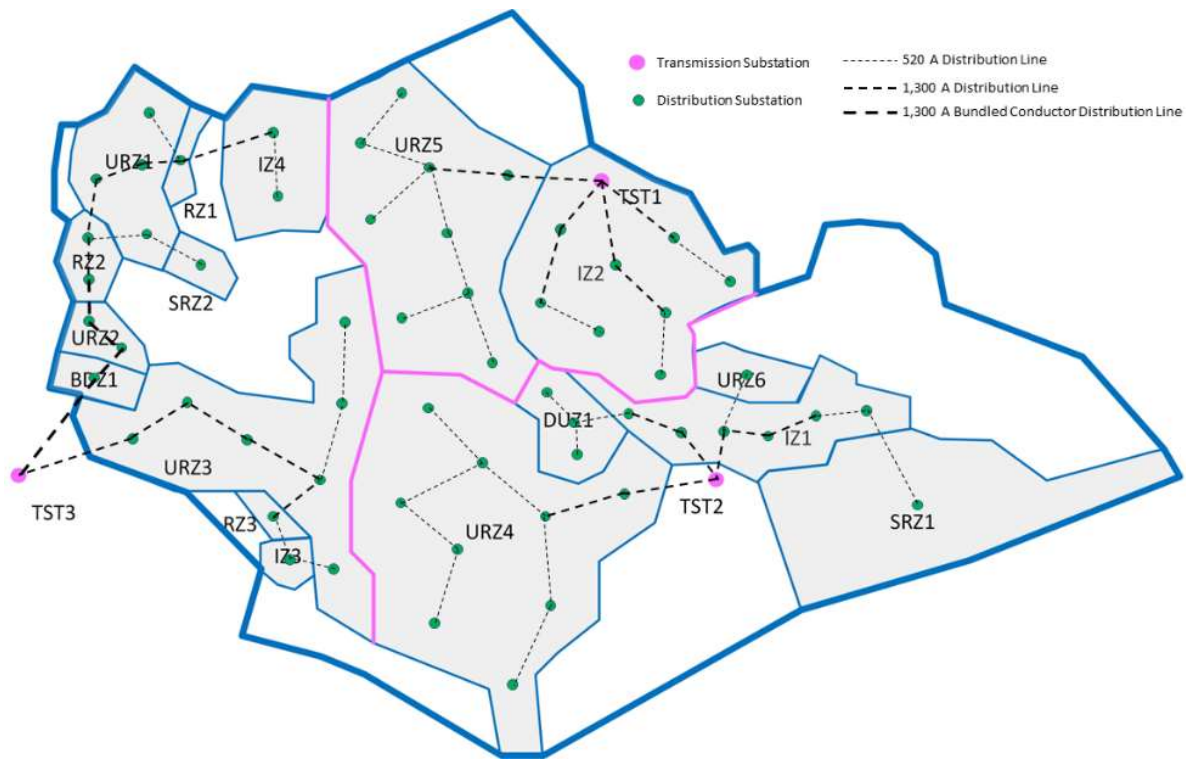 Transmission Substation
Distribution Substation
520 A Distribution Line
1,300 A Distribution Line
1,300 A Bundled Conductor Distribution Line
URZ1
IZ4
URZ5
RZ1
TST1
RZ2
IZ2
SRZ2
URZ2
BDZ1
URZ6
DUZ1
IZ1
URZ3
TST3
TST2
SRZ1
RZ3
URZ4
IZ3